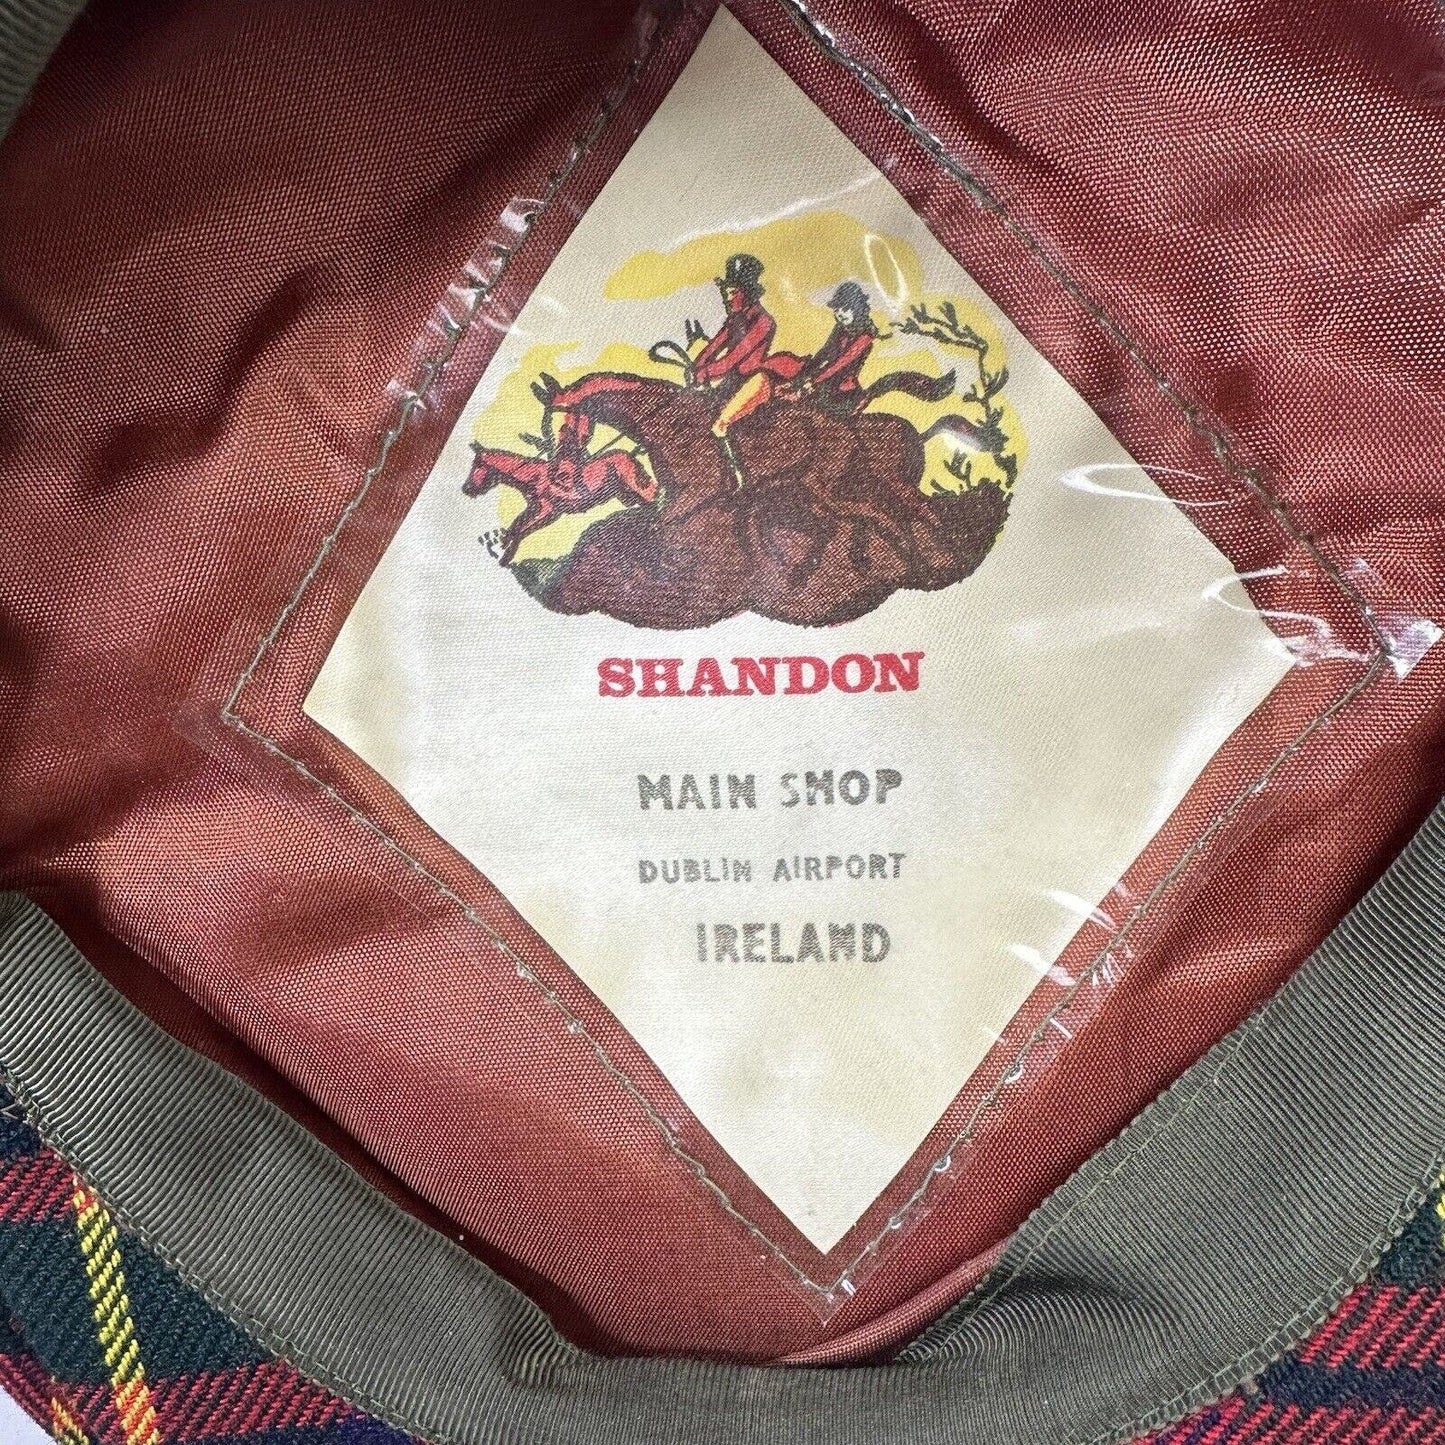 SHANDON
MAIN SHOP
DUBLIN AIRPORT
IRELAND